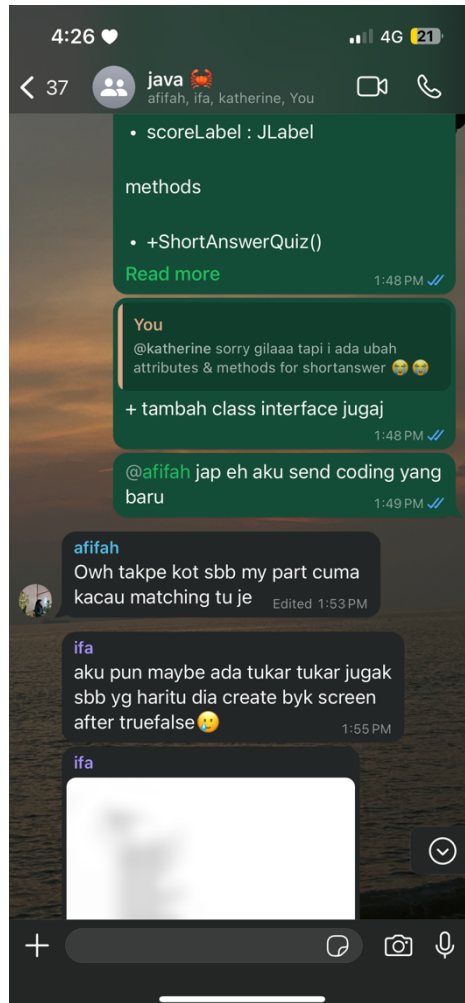 4:26
4G 21
37
java 🦀
afifah, ifa, katherine, You
• scoreLabel : JLabel
methods
• +ShortAnswerQuiz()
Read more
1:48 PM
You
@katherine sorry gilaaa tapi i ada ubah
attributes & methods for shortanswer 😭😭
+ tambah class interface jugaj
1:48 PM
@afifah jap eh aku send coding yang
baru
1:49 PM
afifah
Owh takpe kot sbb my part cuma
kacau matching tu je
Edited 1:53 PM
ifa
aku pun maybe ada tukar tukar jugak
sbb yg haritu dia create byk screen
after truefalse🥲
1:55 PM
ifa